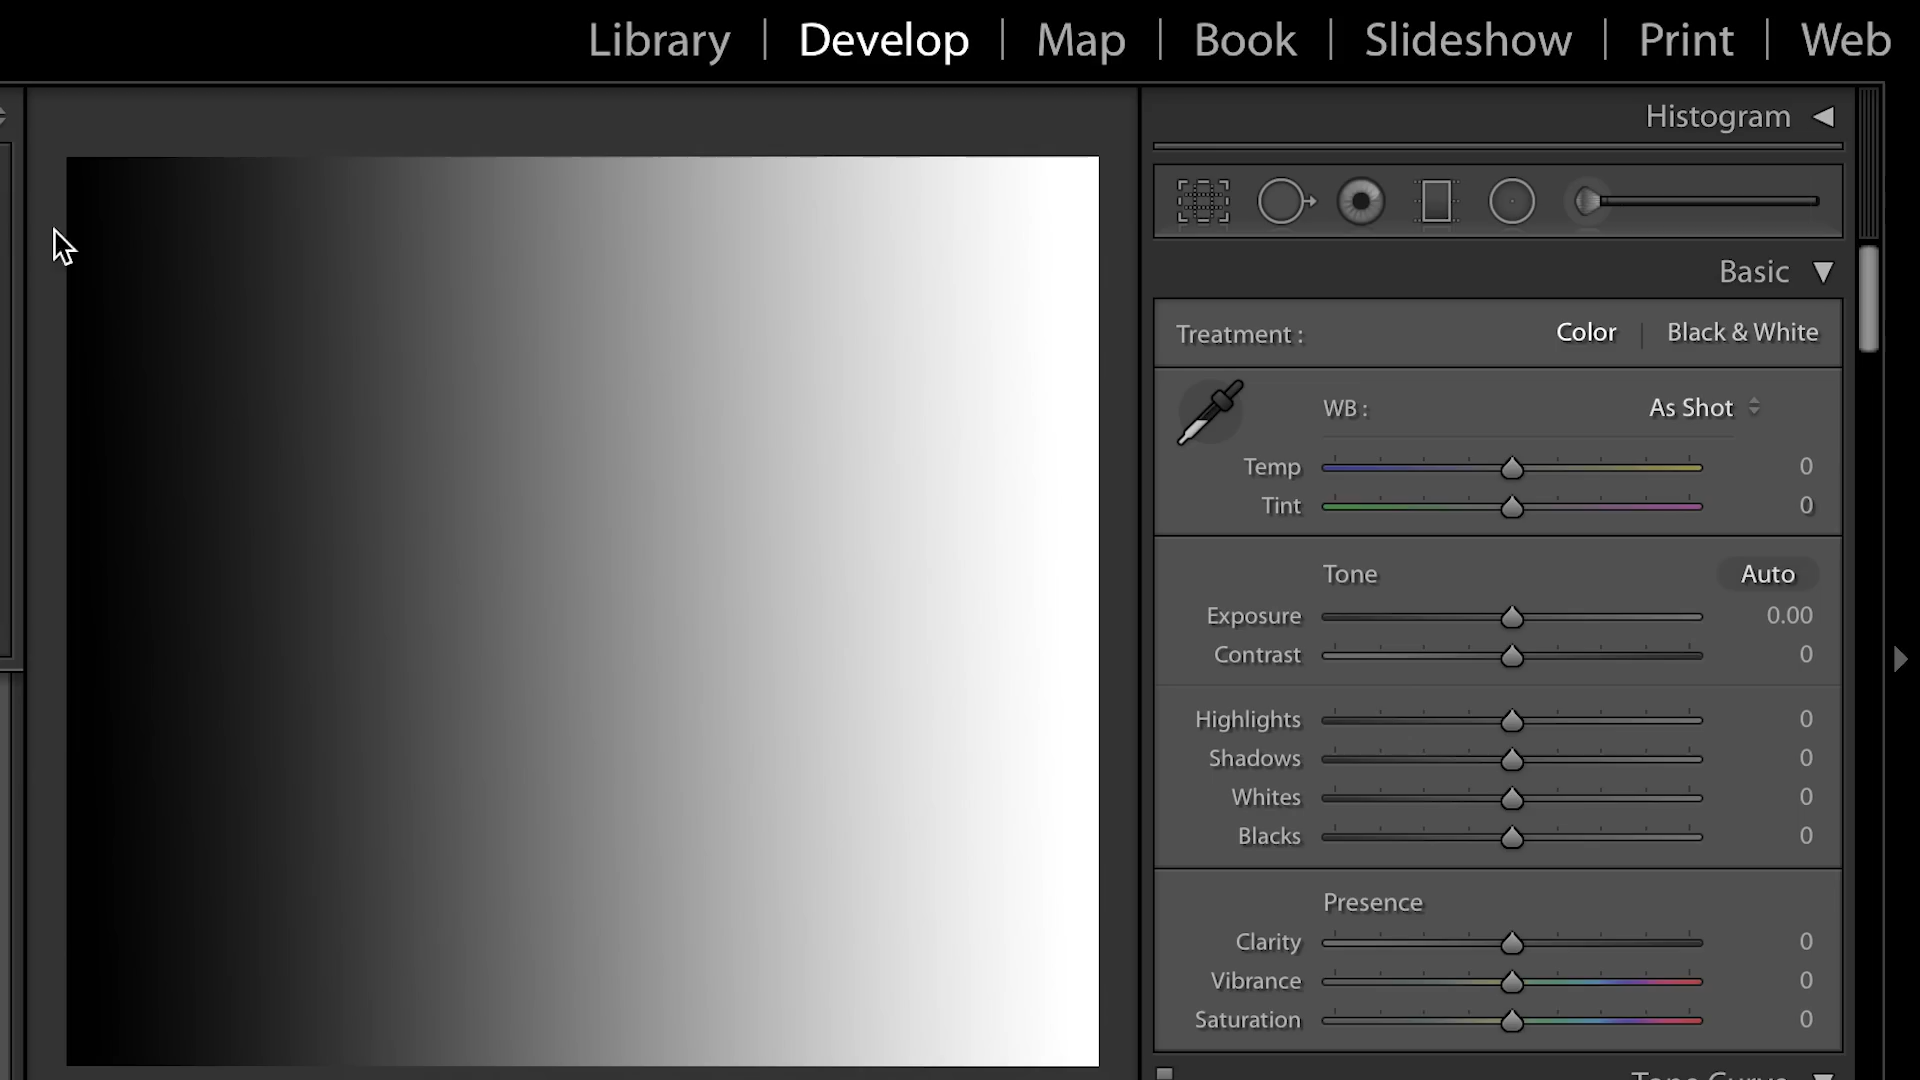 Library | Develop | Map | Book | Slideshow | Print | Web
Histogram
Basic
Treatment : Color | Black & White
WB : As Shot
Temp 0
Tint 0
Tone Auto
Exposure 0.00
Contrast 0
Highlights 0
Shadows 0
Whites 0
Blacks 0
Presence
Clarity 0
Vibrance 0
Saturation 0
Tone Curve